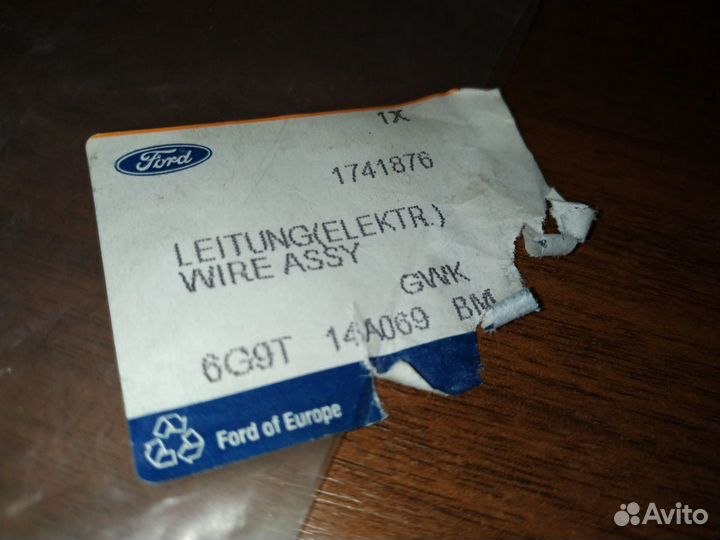 1X
Ford
1741876
LEITUNG(ELEKTR.)
WIRE ASSY
GWK
6G9T 14A069 BM
Ford of Europe
Avito